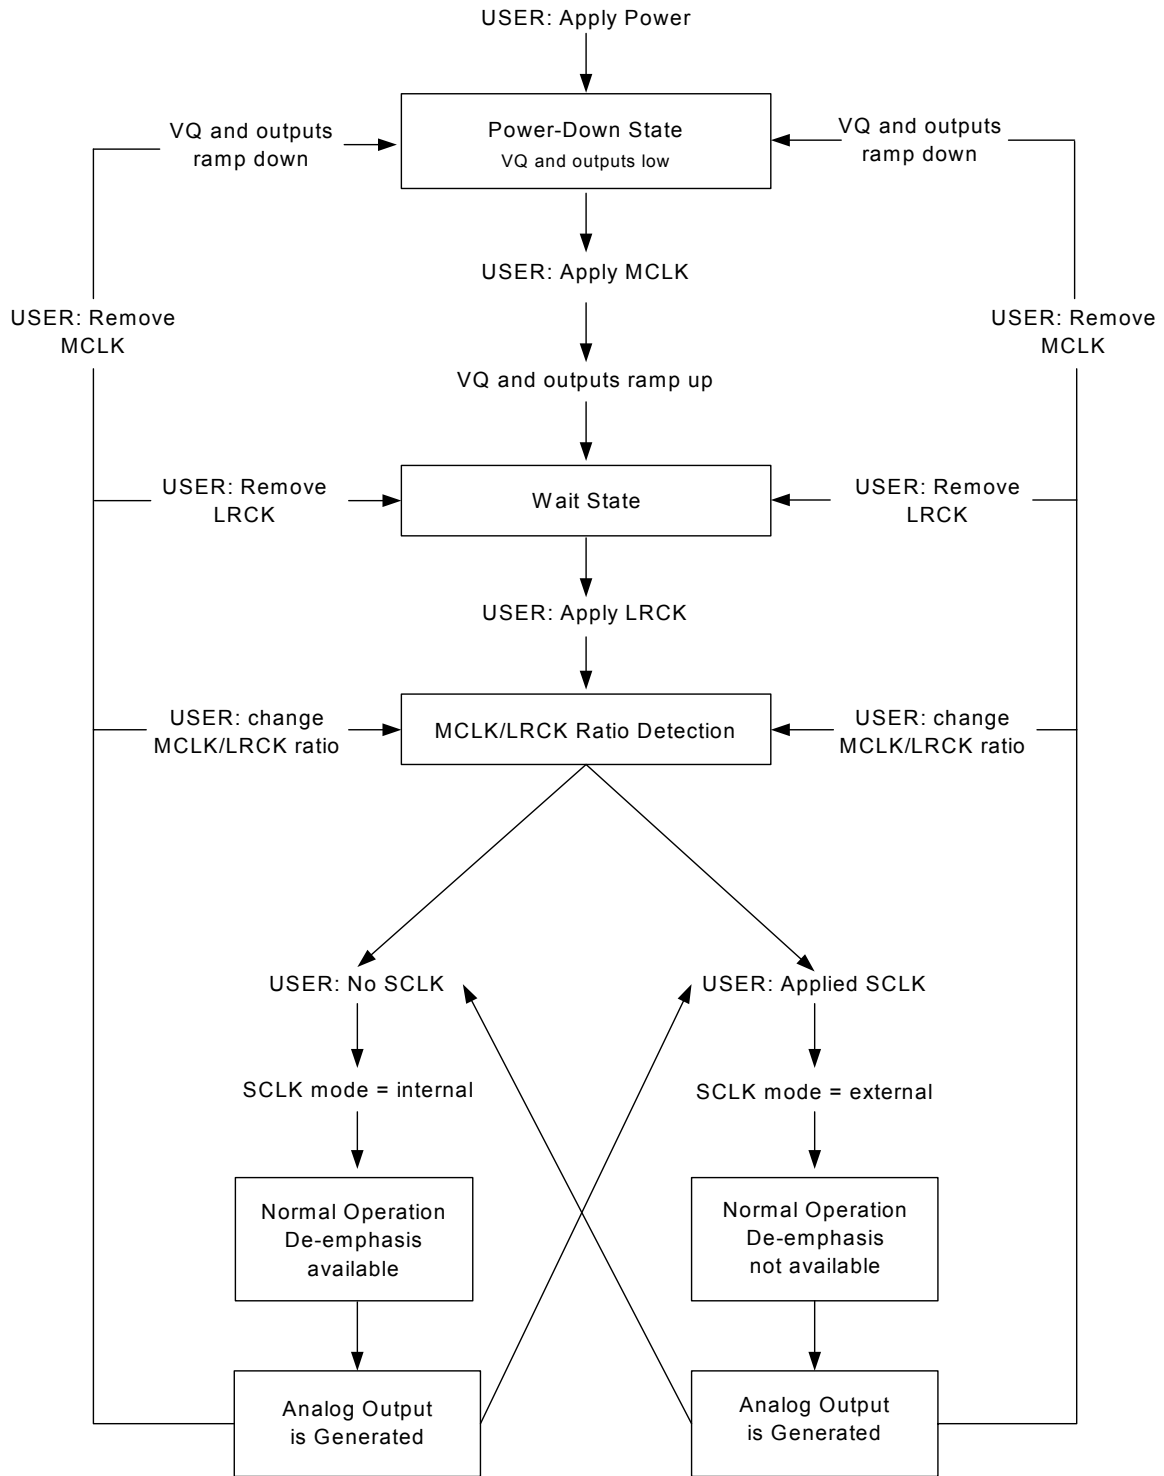 USER: Apply Power
VQ and outputs
ramp down
Power-Down State
VQ and outputs low
VQ and outputs
ramp down
USER: Apply MCLK
USER: Remove
MCLK
USER: Remove
MCLK
VQ and outputs ramp up
USER: Remove
LRCK
Wait State
USER: Remove
LRCK
USER: Apply LRCK
USER: change
MCLK/LRCK ratio
MCLK/LRCK Ratio Detection
USER: change
MCLK/LRCK ratio
USER: No SCLK
USER: Applied SCLK
SCLK mode = internal
SCLK mode = external
Normal Operation
De-emphasis
available
Normal Operation
De-emphasis
not available
Analog Output
is Generated
Analog Output
is Generated